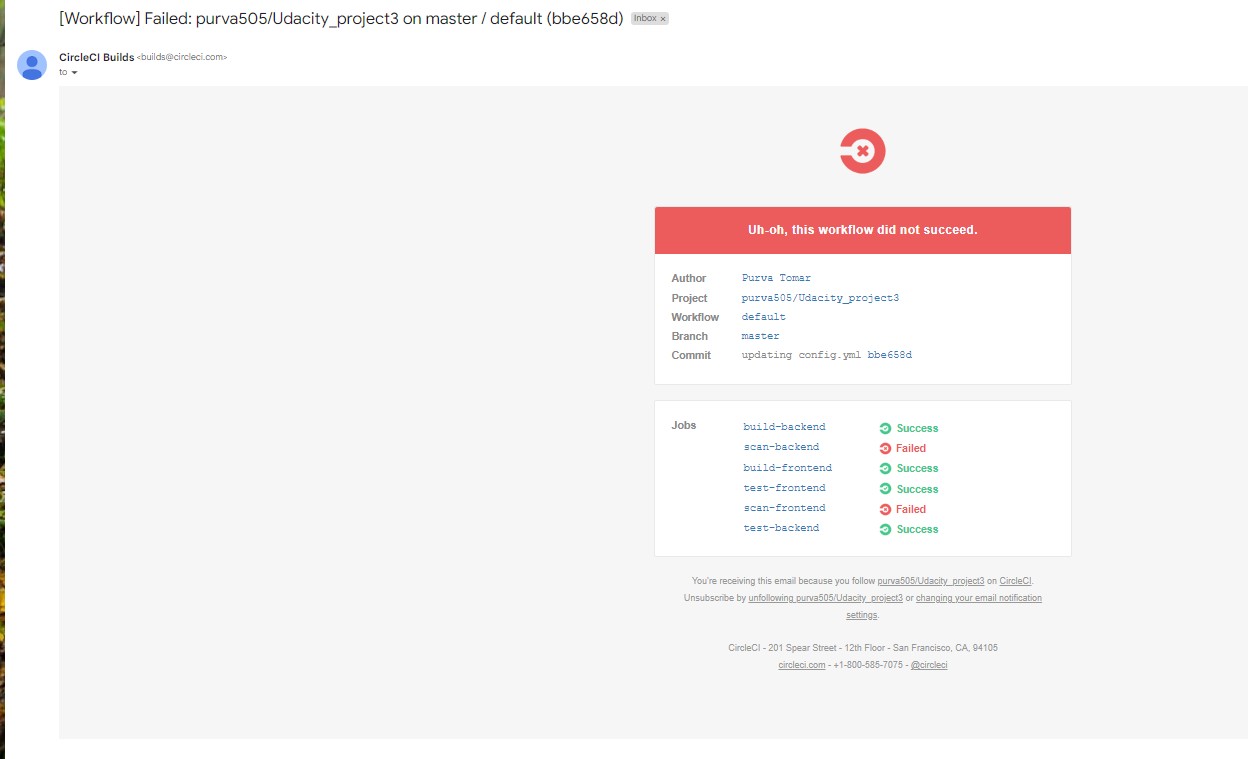 [Workflow] Failed: purva505/Udacity_project3 on master / default (bbe658d) Inbox ×
CircleCI Builds <builds@circleci.com>
to
Uh-oh, this workflow did not succeed.
Author Purva Tomar
Project purva505/Udacity_project3
Workflow default
Branch master
Commit updating config.yml bbe658d
Jobs build-backend Success
scan-backend Failed
build-frontend Success
test-frontend Success
scan-frontend Failed
test-backend Success
You're receiving this email because you follow purva505/Udacity_project3 on CircleCI.
Unsubscribe by unfollowing purva505/Udacity_project3 or changing your email notification
settings.
CircleCI - 201 Spear Street - 12th Floor - San Francisco, CA, 94105
circleci.com - +1-800-585-7075 - @circleci